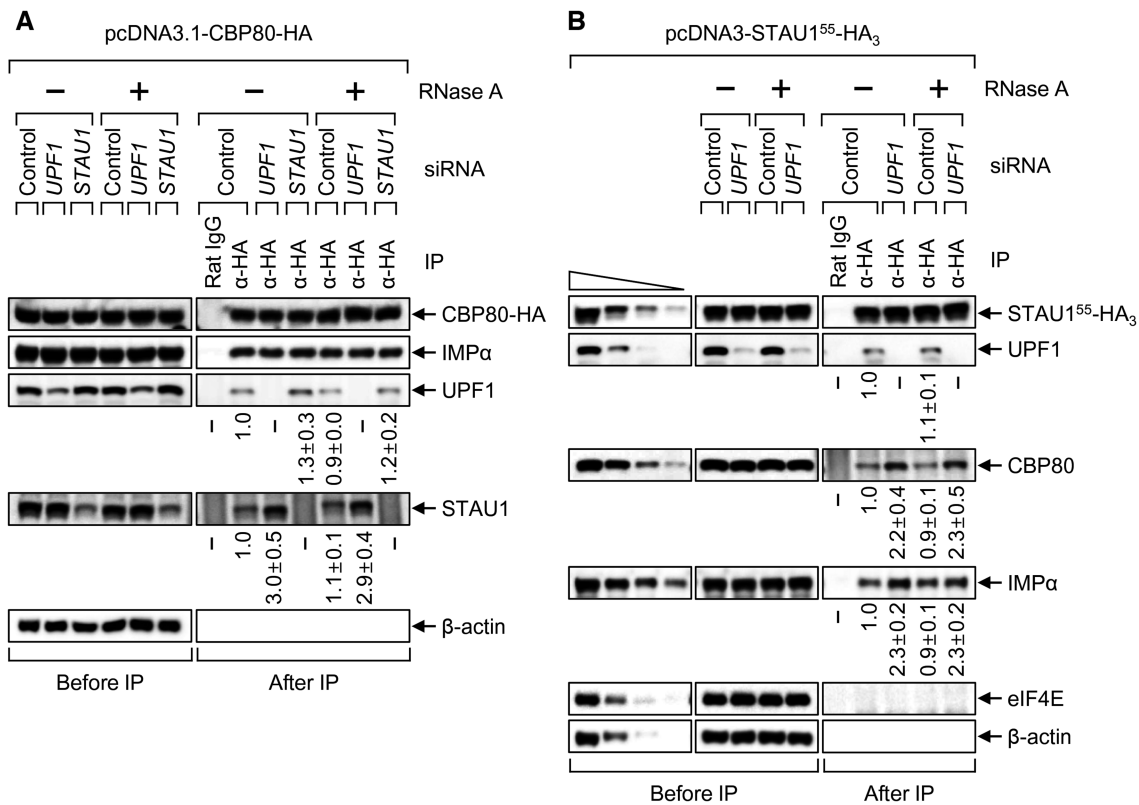 A
pcDNA3.1-CBP80-HA
− + − + RNase A
Control UPF1 STAU1 Control UPF1 STAU1 Control UPF1 STAU1 Control UPF1 STAU1 siRNA
Rat IgG α-HA α-HA α-HA α-HA α-HA α-HA IP
CBP80-HA
IMPα
UPF1
− 1.0 − 1.3±0.3 0.9±0.0 − 1.2±0.2
STAU1
− 1.0 3.0±0.5 − 1.1±0.1 2.9±0.4 −
β-actin
Before IP After IP
B
pcDNA3-STAU1⁵⁵-HA₃
− + − + RNase A
Control UPF1 Control UPF1 Control UPF1 Control UPF1 siRNA
Rat IgG α-HA α-HA α-HA α-HA IP
STAU1⁵⁵-HA₃
UPF1
− 1.0 − 1.1±0.1 −
CBP80
− 1.0 2.2±0.4 0.9±0.1 2.3±0.5
IMPα
− 1.0 2.3±0.2 0.9±0.1 2.3±0.2
eIF4E
β-actin
Before IP After IP